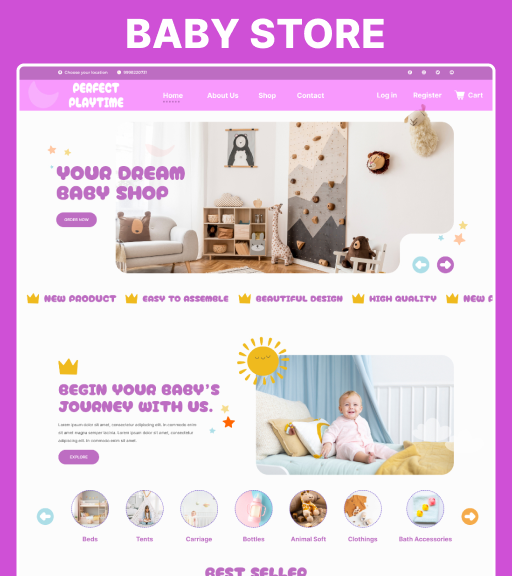 BABY STORE
Choose your location
PERFECT
PLAYTIME
Home
About Us
Shop
Contact
Log In
Register
Cart
YOUR DREAM
BABY SHOP
ORDER NOW
NEW PRODUCT
EASY TO ASSEMBLE
BEAUTIFUL DESIGN
HIGH QUALITY
NEW P
BEGIN YOUR BABY'S
JOURNEY WITH US.
Lorem ipsum dolor sit amet, consectetur adipiscing elit. In commodo enim
sit amet magna semper lacinia. Lorem ipsum dolor sit amet, consectetur
adipiscing elit. In commodo enim sit amet.
EXPLORE
Beds
Tents
Carriage
Bottles
Animal Soft
Clothings
Bath Accessories
BEST SELLER